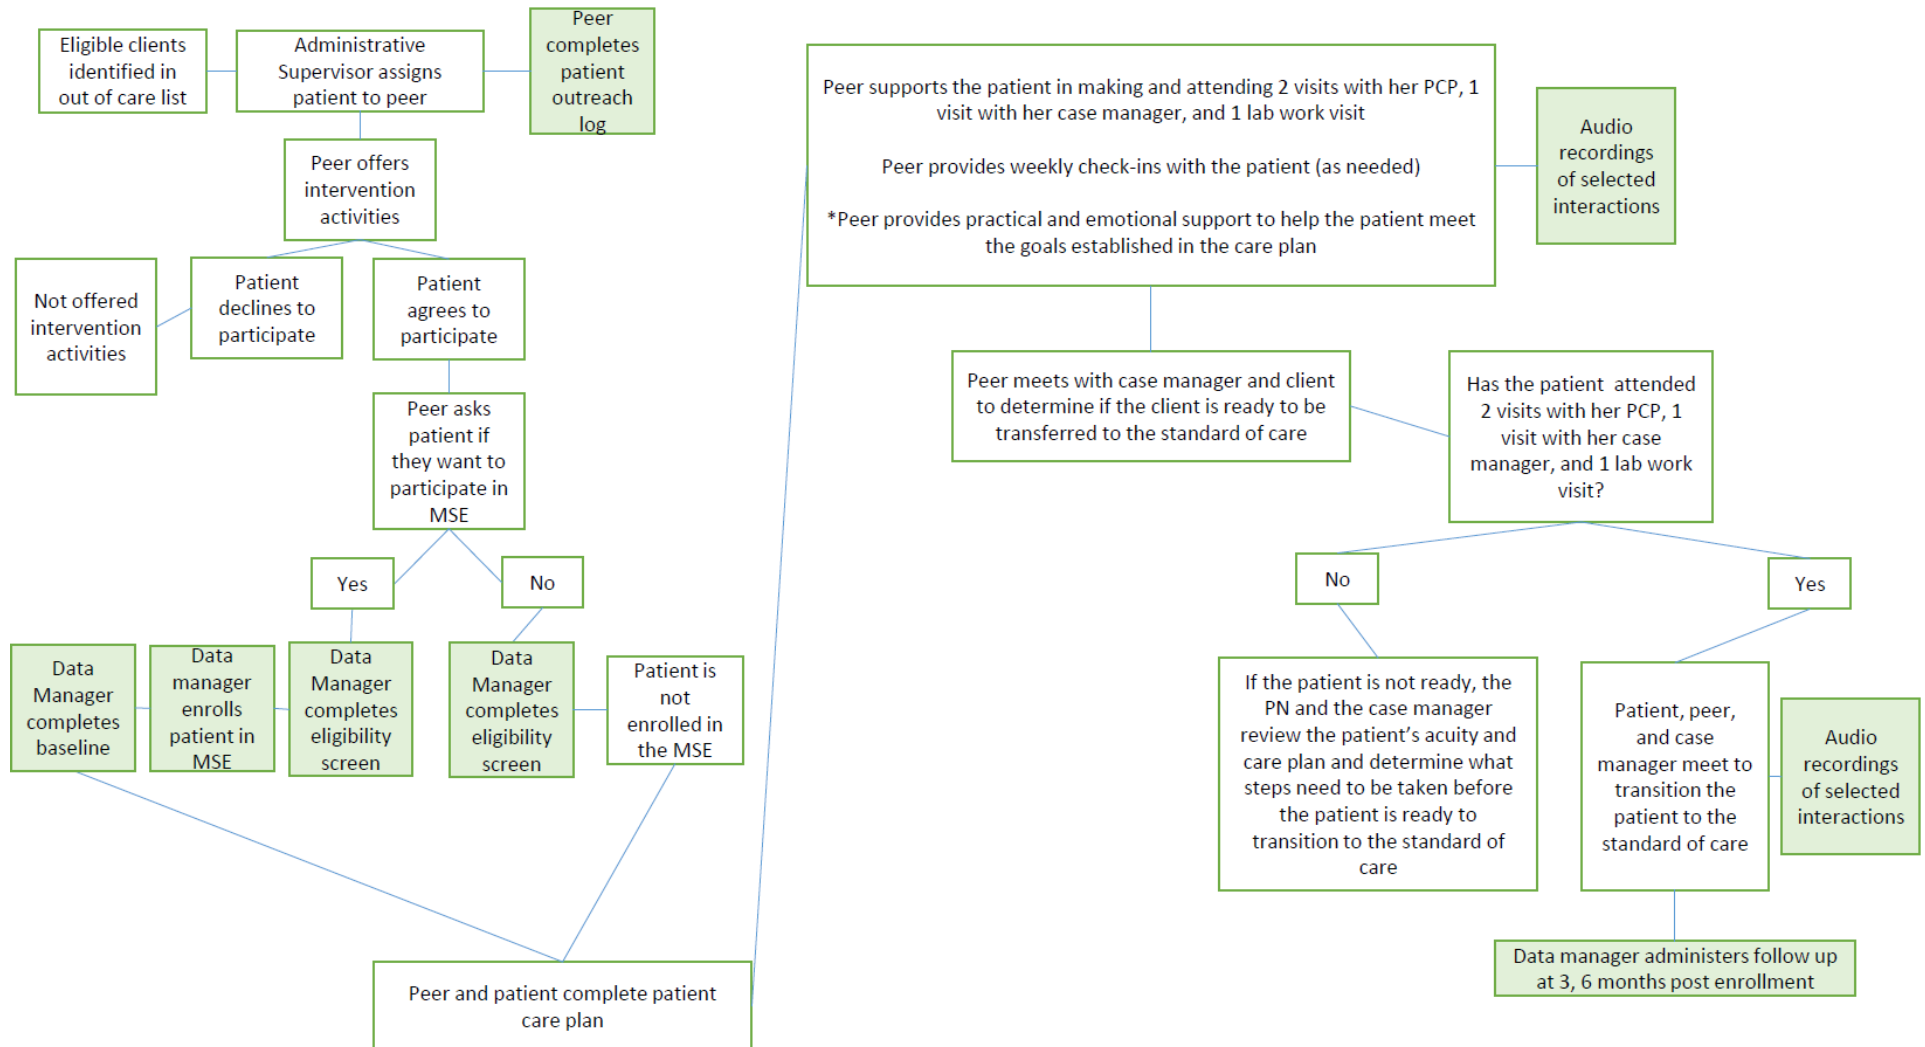 Eligible clients
identified in
out of care list
Administrative
Supervisor assigns
patient to peer
Peer
completes
patient
outreach
log
Peer offers
intervention
activities
Not offered
intervention
activities
Patient
declines to
participate
Patient
agrees to
participate
Peer asks
patient if
they want to
participate in
MSE
Yes
No
Data
Manager
completes
baseline
Data
manager
enrolls
patient in
MSE
Data
Manager
completes
eligibility
screen
Data
Manager
completes
eligibility
screen
Patient is
not
enrolled in
the MSE
Peer and patient complete patient
care plan
Peer supports the patient in making and attending 2 visits with her PCP, 1
visit with her case manager, and 1 lab work visit
Peer provides weekly check-ins with the patient (as needed)
*Peer provides practical and emotional support to help the patient meet
the goals established in the care plan
Audio
recordings
of selected
interactions
Peer meets with case manager and client
to determine if the client is ready to be
transferred to the standard of care
Has the patient  attended
2 visits with her PCP, 1
visit with her case
manager, and 1 lab work
visit?
No
Yes
If the patient is not ready, the
PN and the case manager
review the patient’s acuity and
care plan and determine what
steps need to be taken before
the patient is ready to
transition to the standard of
care
Patient, peer,
and case
manager meet to
transition the
patient to the
standard of care
Audio
recordings
of selected
interactions
Data manager administers follow up
at 3, 6 months post enrollment